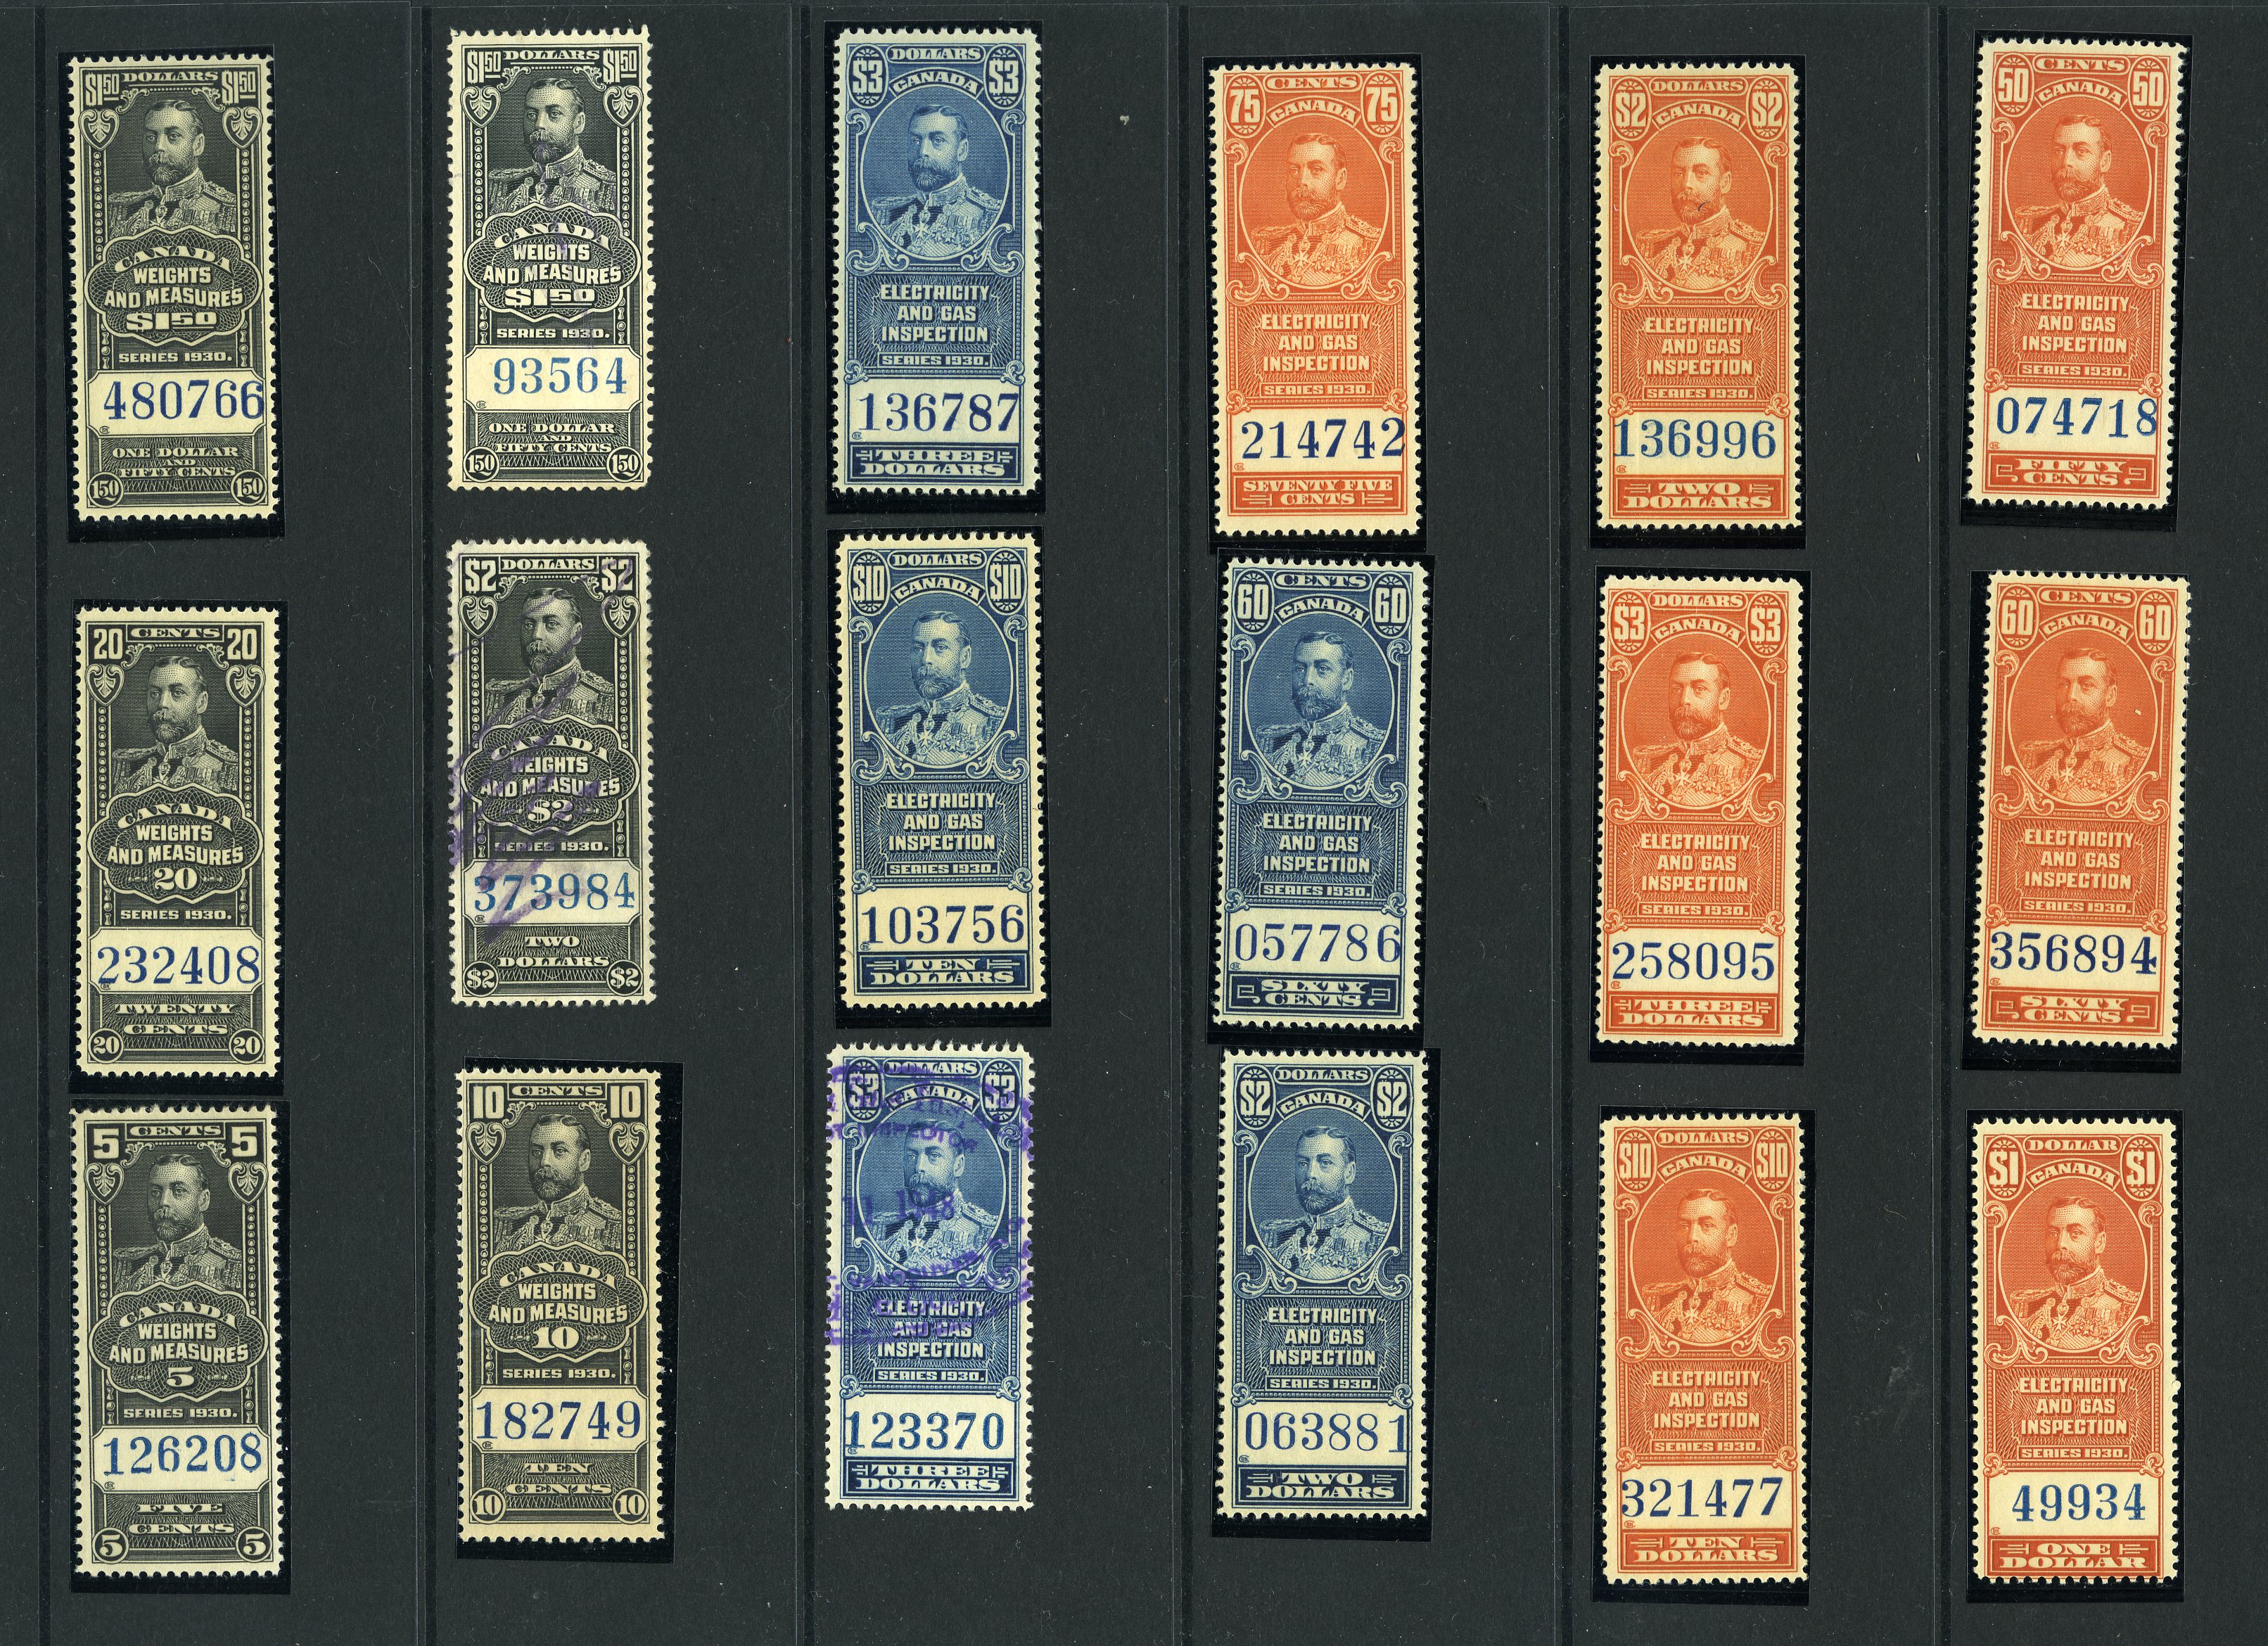 $1.50 DOLLARS $1.50
CANADA
WEIGHTS
AND MEASURES
$1.50
SERIES 1930.
480766
ONE DOLLAR
AND
FIFTY CENTS
1.50 1.50
20 CENTS 20
CANADA
WEIGHTS
AND MEASURES
20
SERIES 1930.
232408
TWENTY
CENTS
20 20
5 CENTS 5
CANADA
WEIGHTS
AND MEASURES
5
SERIES 1930.
126208
FIVE
CENTS
5 5
$1.50 DOLLARS $1.50
CANADA
WEIGHTS
AND MEASURES
$1.50
SERIES 1930.
93564
ONE DOLLAR
AND
FIFTY CENTS
1.50 1.50
$2 DOLLARS $2
CANADA
WEIGHTS
AND MEASURES
$2
SERIES 1930.
373984
TWO
DOLLARS
$2 $2
10 CENTS 10
CANADA
WEIGHTS
AND MEASURES
10
SERIES 1930.
182749
TEN
CENTS
10 10
$3 DOLLARS $3
CANADA
ELECTRICITY
AND GAS
INSPECTION
SERIES 1930.
136787
THREE
DOLLARS
$10 DOLLARS $10
CANADA
ELECTRICITY
AND GAS
INSPECTION
SERIES 1930.
103756
TEN
DOLLARS
$3 DOLLARS $3
CANADA
INSPECTOR
11 1948
ELECTRICITY
AND GAS
INSPECTION
SERIES 1930.
123370
THREE
DOLLARS
75 CENTS 75
CANADA
ELECTRICITY
AND GAS
INSPECTION
SERIES 1930.
214742
SEVENTY FIVE
CENTS
60 CENTS 60
CANADA
ELECTRICITY
AND GAS
INSPECTION
SERIES 1930.
057786
SIXTY
CENTS
$2 DOLLARS $2
CANADA
ELECTRICITY
AND GAS
INSPECTION
SERIES 1930.
063881
TWO
DOLLARS
$2 DOLLARS $2
CANADA
ELECTRICITY
AND GAS
INSPECTION
SERIES 1930.
136996
TWO
DOLLARS
$3 DOLLARS $3
CANADA
ELECTRICITY
AND GAS
INSPECTION
SERIES 1930.
258095
THREE
DOLLARS
$10 DOLLARS $10
CANADA
ELECTRICITY
AND GAS
INSPECTION
SERIES 1930.
321477
TEN
DOLLARS
50 CENTS 50
CANADA
ELECTRICITY
AND GAS
INSPECTION
SERIES 1930.
074718
FIFTY
CENTS
60 CENTS 60
CANADA
ELECTRICITY
AND GAS
INSPECTION
SERIES 1930.
356894
SIXTY
CENTS
$1 DOLLAR $1
CANADA
ELECTRICITY
AND GAS
INSPECTION
SERIES 1930.
49934
ONE
DOLLAR